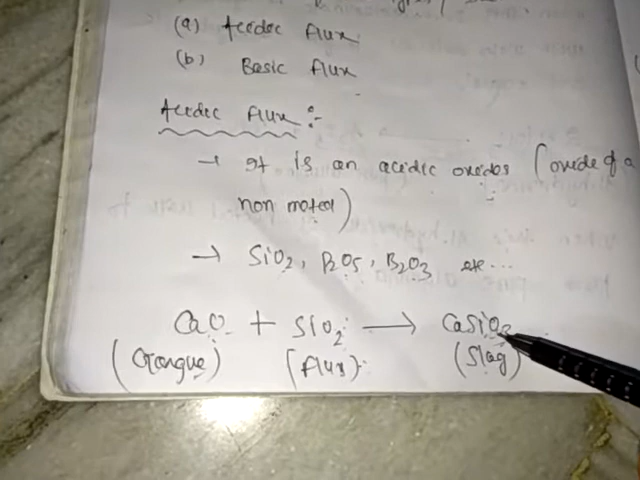 (a) Acidic Flux
(b) Basic Flux
Acidic Flux :-
→ It is an acidic oxides (oxide of a
non metal)
→ SiO2, P2O5, B2O3 etc...
CaO + SiO2 → CaSiO3
(Gangue) (flux) (Slag)